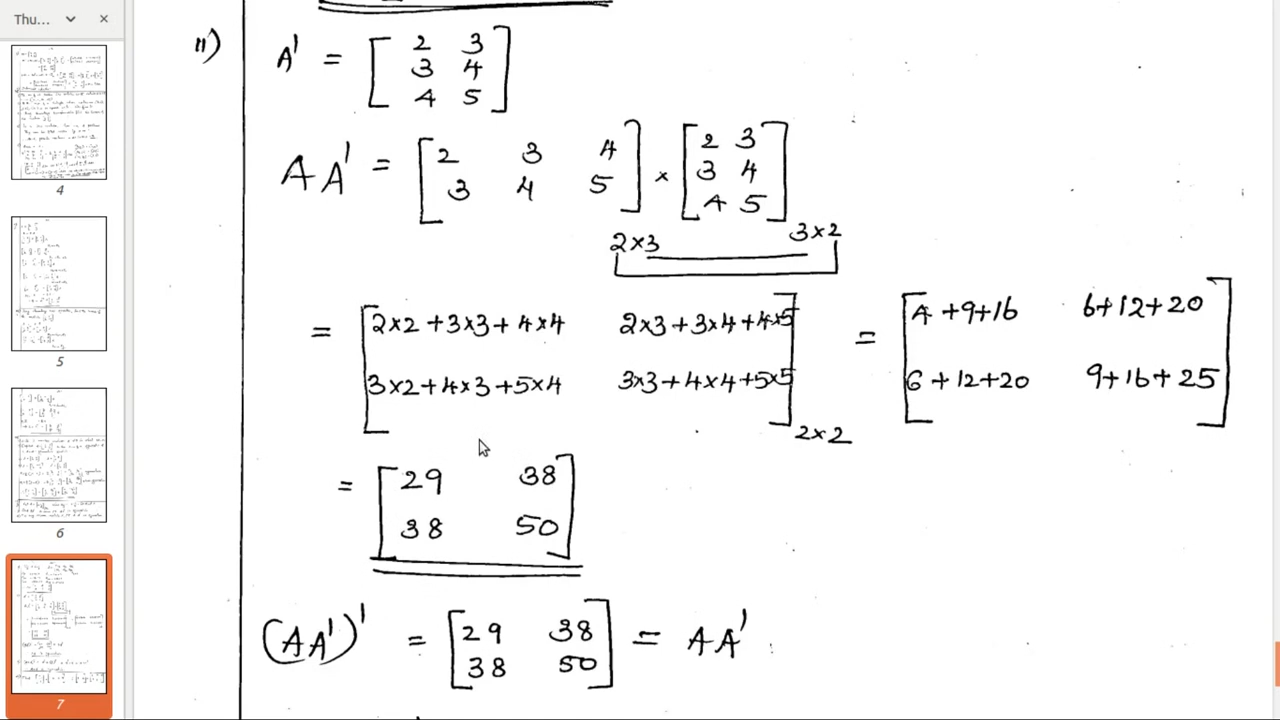 Thu...
4
5
6
7
11)
A' = [ 2 3
3 4
4 5 ]
AA' = [ 2 3 4
3 4 5 ] × [ 2 3
3 4
4 5 ]
2×3 3×2
= [ 2×2+3×3+4×4 2×3+3×4+4×5
3×2+4×3+5×4 3×3+4×4+5×5 ] 2×2
= [ 4+9+16 6+12+20
6+12+20 9+16+25 ]
= [ 29 38
38 50 ]
(AA')' = [ 29 38
38 50 ] = AA'